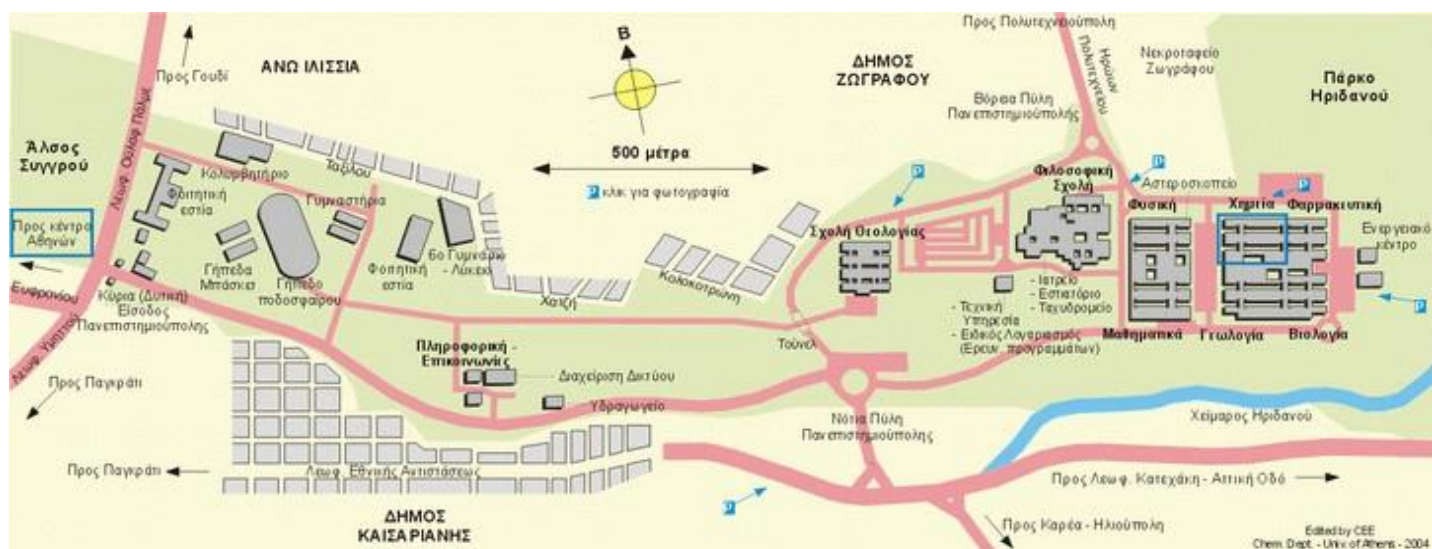 Προς Πολυτεχνειούπολη
Προς Γουδί
ΑΝΩ ΙΛΙΣΣΙΑ
Β
ΔΗΜΟΣ
ΖΩΓΡΑΦΟΥ
Ηρώων
Πολυτεχνείου
Νεκροταφείο
Ζωγράφου
Πάρκο
Ηριδανού
Βόρεια Πύλη
Πανεπιστημιούπολης
Άλσος
Συγγρού
Λεωφ. Ούλαφ Πάλμε
Ταξίλου
Κολυμβητήριο
500 μέτρα
P κλικ για φωτογραφία
P
P
P
Φιλοσοφική
Σχολή
Αστεροσκοπείο
Φοιτητική
εστία
Γυμναστήρια
Προς κέντρο
Αθηνών
Φυσική
Χημεία
Φαρμακευτική
Σχολή Θεολογίας
Ενεργειακό
κέντρο
6ο Γυμνάσιο
- Λύκειο
Φοιτητική
εστία
Γήπεδα
Μπάσκετ
Γήπεδο
ποδοσφαίρου
Κολοκοτρώνη
Χατζή
Ευφρονίου
Κύρια (Δυτική)
Είσοδος
Πανεπιστημιούπολης
- Ιατρείο
- Εστιατόριο
- Ταχυδρομείο
- Τεχνική
Υπηρεσία
- Ειδικός Λογαριασμός
(Ερευν. προγραμμάτων)
P
Μαθηματικά
Γεωλογία
Βιολογία
Λεωφ. Υμηττού
Τούνελ
Πληροφορική -
Επικοινωνίες
Διαχείριση Δικτύου
Υδραγωγείο
Προς Παγκράτι
Νότια Πύλη
Πανεπιστημιούπολης
Χείμαρος Ηριδανού
Προς Παγκράτι
Λεωφ. Εθνικής Αντιστάσεως
Προς Λεωφ. Κατεχάκη - Αττική Οδό
P
ΔΗΜΟΣ
ΚΑΙΣΑΡΙΑΝΗΣ
Προς Καρέα - Ηλιούπολη
Edited by CEE
Chem. Dept. - Univ. of Athens - 2004